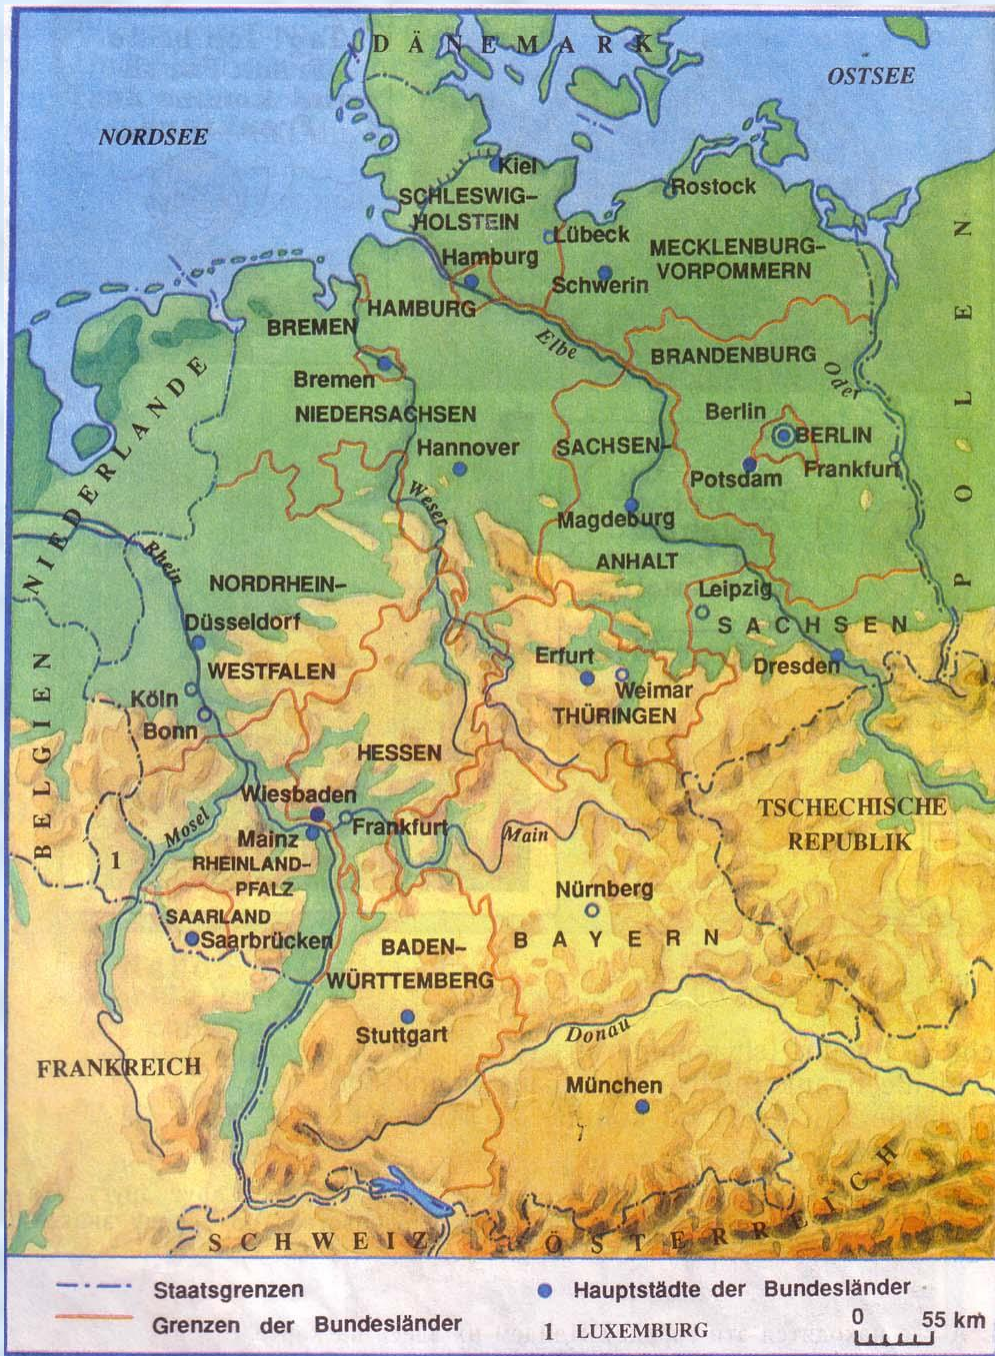 DÄNEMARK
OSTSEE
NORDSEE
Kiel
SCHLESWIG-
HOLSTEIN
Rostock
Lübeck
MECKLENBURG-
VORPOMMERN
Hamburg
Schwerin
HAMBURG
BREMEN
Elbe
BRANDENBURG
Oder
POLEN
Bremen
NIEDERSACHSEN
Berlin
BERLIN
Hannover
SACHSEN-
Potsdam
Frankfurt
NIEDERLANDE
Weser
Magdeburg
ANHALT
Rhein
NORDRHEIN-
Leipzig
Düsseldorf
SACHSEN
WESTFALEN
Erfurt
Dresden
Köln
Weimar
Bonn
THÜRINGEN
BELGIEN
HESSEN
Wiesbaden
TSCHECHISCHE
REPUBLIK
Mosel
Mainz
Frankfurt
Main
1
RHEINLAND-
PFALZ
Nürnberg
SAARLAND
Saarbrücken
BADEN-
WÜRTTEMBERG
BAYERN
Stuttgart
Donau
FRANKREICH
München
SCHWEIZ
ÖSTERREICH
Staatsgrenzen
Hauptstädte der Bundesländer
Grenzen der Bundesländer
1 LUXEMBURG
0 55 km